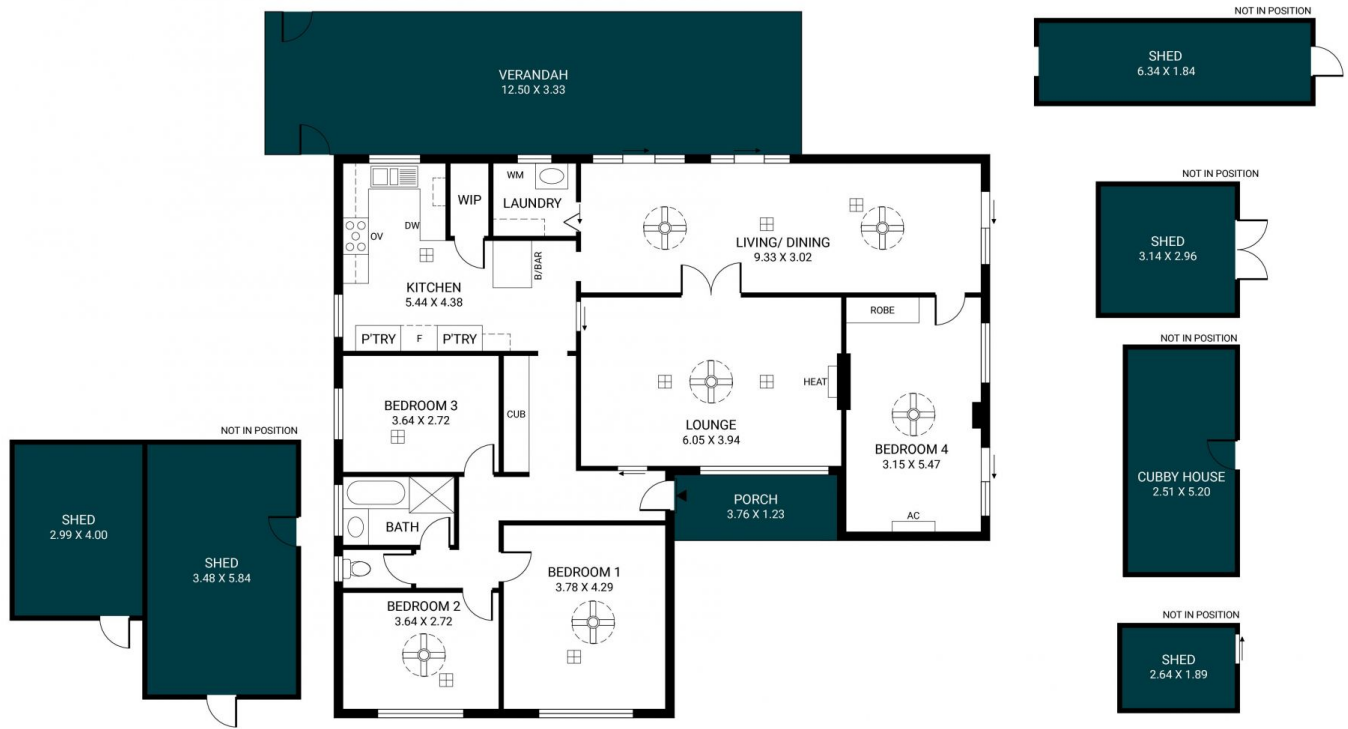 NOT IN POSITION
SHED
6.34 X 1.84
VERANDAH
12.50 X 3.33
NOT IN POSITION
SHED
3.14 X 2.96
WM
WIP
LAUNDRY
OV
DW
B/BAR
LIVING/ DINING
9.33 X 3.02
KITCHEN
5.44 X 4.38
P'TRY
F
P'TRY
ROBE
NOT IN POSITION
CUBBY HOUSE
2.51 X 5.20
HEAT
LOUNGE
6.05 X 3.94
BEDROOM 3
3.64 X 2.72
CUB
BEDROOM 4
3.15 X 5.47
AC
NOT IN POSITION
SHED
2.99 X 4.00
SHED
3.48 X 5.84
BATH
PORCH
3.76 X 1.23
BEDROOM 1
3.78 X 4.29
BEDROOM 2
3.64 X 2.72
NOT IN POSITION
SHED
2.64 X 1.89